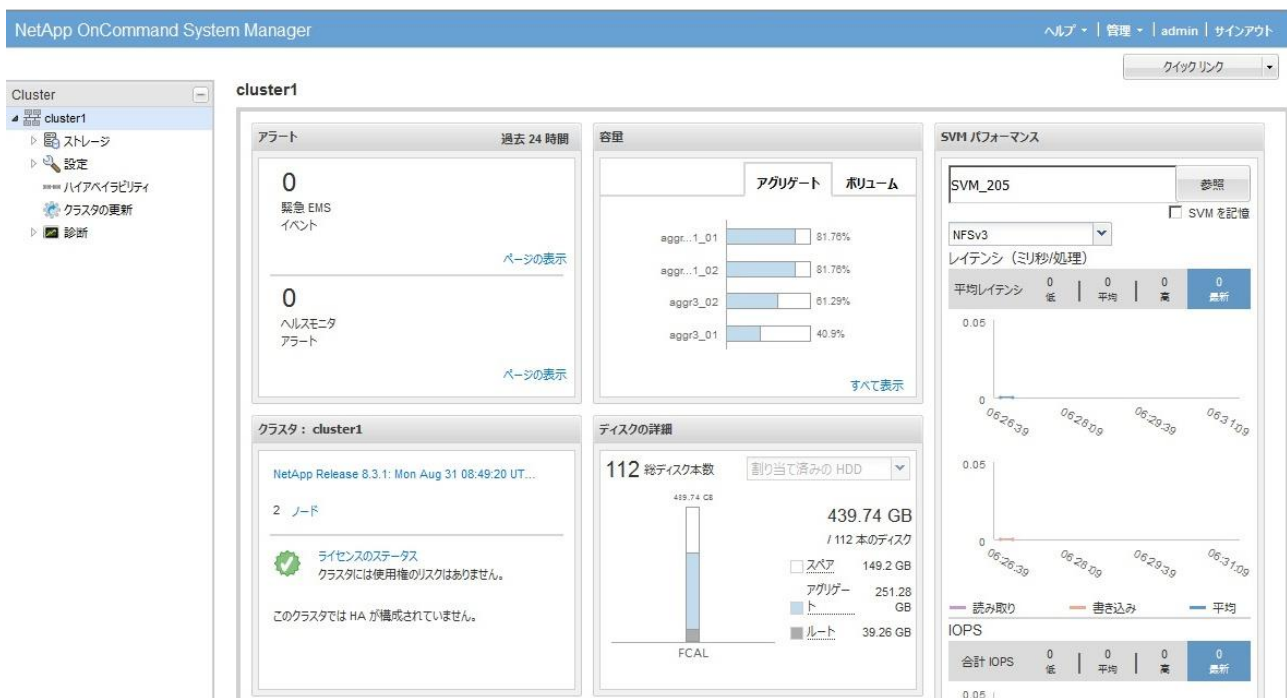 NetApp OnCommand System Manager
ヘルプ | 管理 | admin | サインアウト
クイックリンク
Cluster
cluster1
ストレージ
設定
ハイアベイラビリティ
クラスタの更新
診断
cluster1
アラート 過去 24 時間
0
緊急 EMS
イベント
ページの表示
0
ヘルスモニタ
アラート
ページの表示
容量
アグリゲート ボリューム
aggr...1_01 81.76%
aggr...1_02 81.76%
aggr3_02 61.29%
aggr3_01 40.9%
すべて表示
クラスタ： cluster1
NetApp Release 8.3.1: Mon Aug 31 08:49:20 UT...
2 ノード
ライセンスのステータス
クラスタには使用権のリスクはありません。
このクラスタでは HA が構成されていません。
ディスクの詳細
112 総ディスク本数 割り当て済みの HDD
439.74 GB
439.74 GB
/ 112 本のディスク
スペア 149.2 GB
アグリゲー 251.28
ト GB
ルート 39.26 GB
FCAL
SVM パフォーマンス
SVM_205 参照
SVM を記憶
NFSv3
レイテンシ（ミリ秒/処理）
平均レイテンシ 0 | 0 | 0 0
低 平均 高 最新
0.05
0
06:26:39 06:28:09 06:29:39 06:31:09
0.05
0
06:26:39 06:28:09 06:29:39 06:31:09
読み取り 書き込み 平均
IOPS
合計 IOPS 0 | 0 | 0 0
低 平均 高 最新
0.05